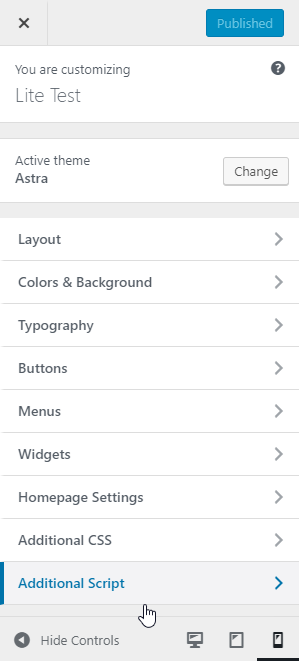 Published
You are customizing
Lite Test
Active theme
Astra
Change
Layout
Colors & Background
Typography
Buttons
Menus
Widgets
Homepage Settings
Additional CSS
Additional Script
Hide Controls